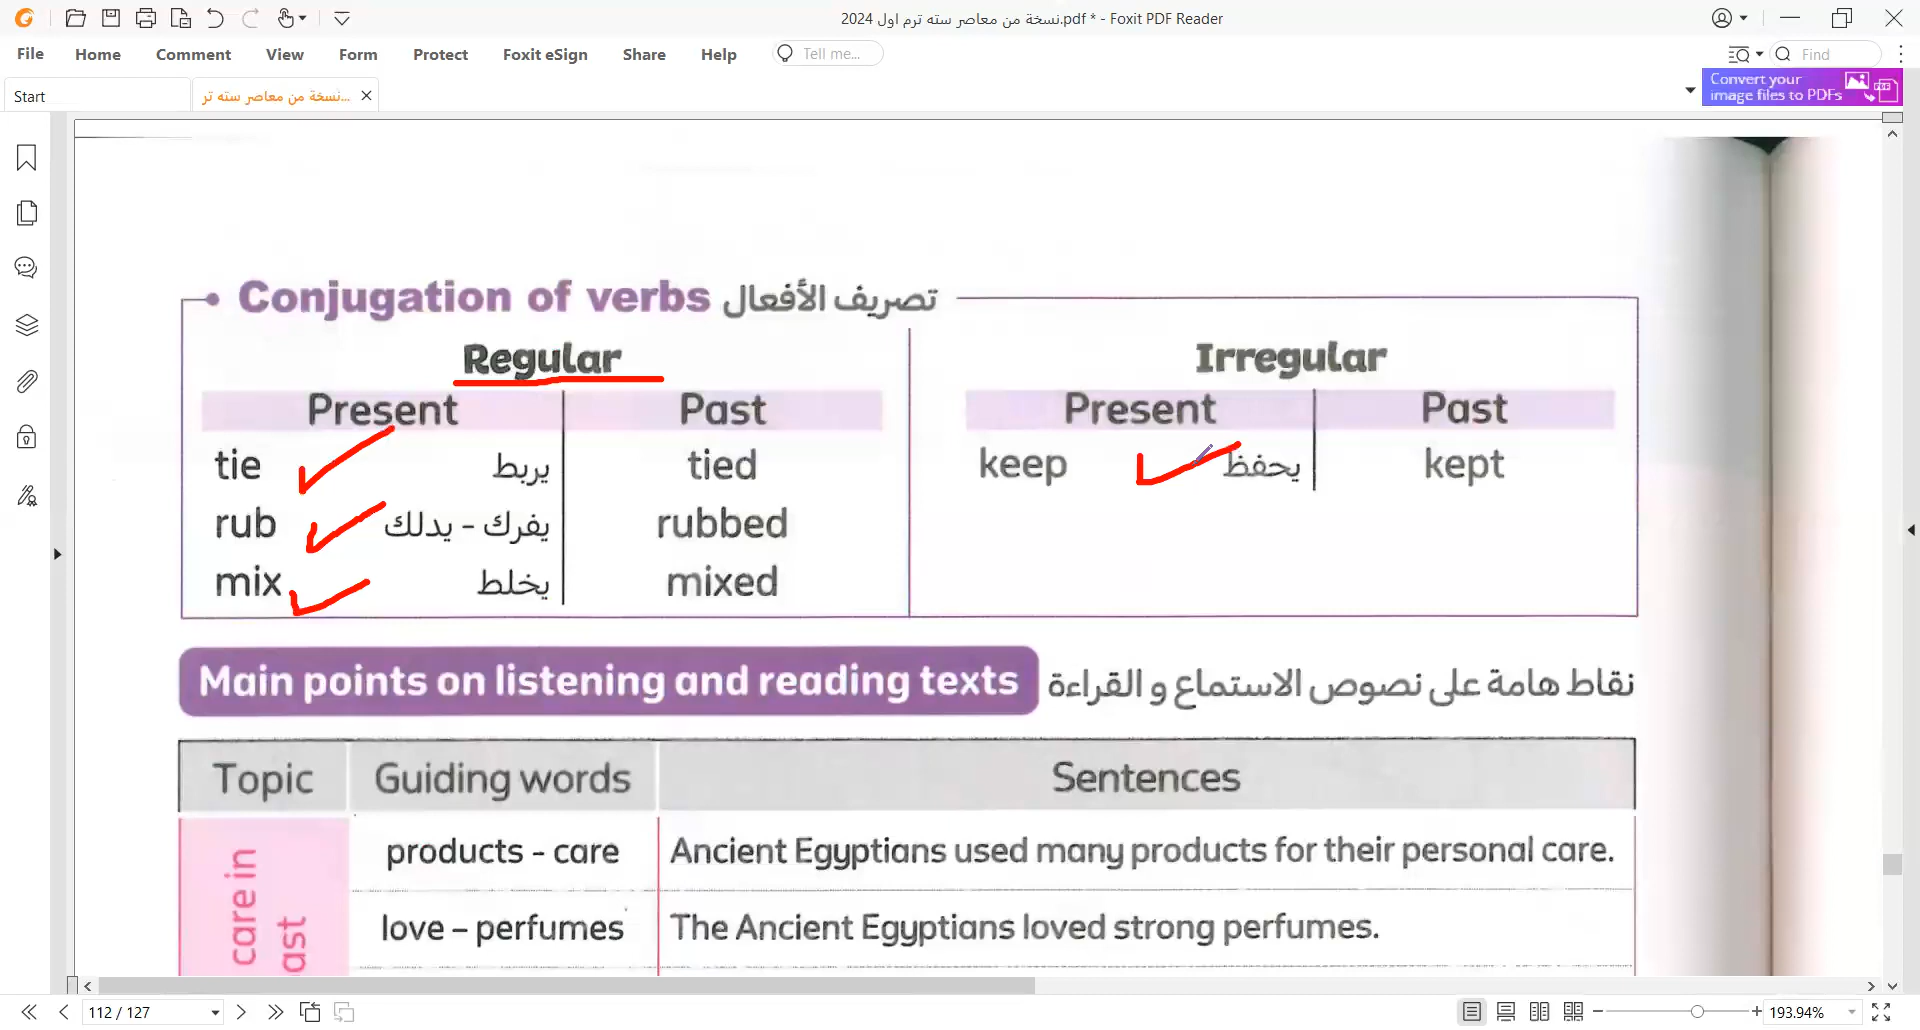 نسخة من معاصر سته ترم اول 2024.pdf * - Foxit PDF Reader
File Home Comment View Form Protect Foxit eSign Share Help Tell me... Find
Start نسخة من معاصر سته تر...
Convert your
image files to PDFs
Conjugation of verbs تصريف الأفعال
Regular
Present Past
tie يربط tied
rub يفرك - يدلك rubbed
mix يخلط mixed
Irregular
Present Past
keep يحفظ kept
Main points on listening and reading texts نقاط هامة على نصوص الاستماع و القراءة
Topic Guiding words Sentences
care in
ast
products - care Ancient Egyptians used many products for their personal care.
love – perfumes The Ancient Egyptians loved strong perfumes.
112 / 127 193.94%